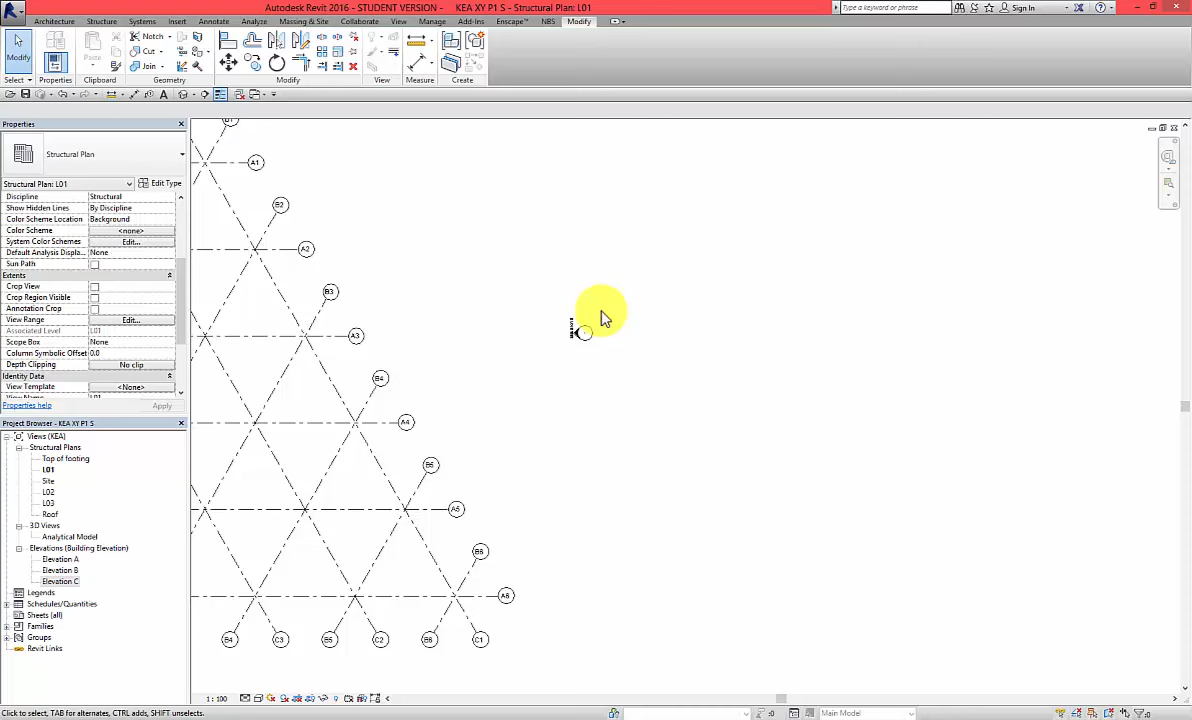 Autodesk Revit 2016 - STUDENT VERSION - KEA XY P1 S - Structural Plan: L01
Type a keyword or phrase
Sign In
Architecture Structure Systems Insert Annotate Analyze Massing & Site Collaborate View Manage Add-Ins Enscape™ NBS Modify
Modify
Paste
Notch
Cut
Join
Select Properties Clipboard Geometry Modify View Measure Create
Properties
Structural Plan
Structural Plan: L01
Edit Type
Discipline Structural
Show Hidden Lines By Discipline
Color Scheme Location Background
Color Scheme <none>
System Color Schemes Edit...
Default Analysis Displa... None
Sun Path
Extents
Crop View
Crop Region Visible
Annotation Crop
View Range Edit...
Associated Level L01
Scope Box None
Column Symbolic Offset 0.0
Depth Clipping No clip
Identity Data
View Template <None>
View Name L01
Properties help
Apply
Project Browser - KEA XY P1 S
Views (KEA)
Structural Plans
Top of footing
L01
Site
L02
L03
Roof
3D Views
Analytical Model
Elevations (Building Elevation)
Elevation A
Elevation B
Elevation C
Legends
Schedules/Quantities
Sheets (all)
Families
Groups
Revit Links
B1
A1
B2
A2
B3
A3
B4
A4
B5
A5
B6
A6
B4 C3 B5 C2 B6 C1
1 : 100
Click to select, TAB for alternates, CTRL adds, SHIFT unselects.
:0
Main Model
:0